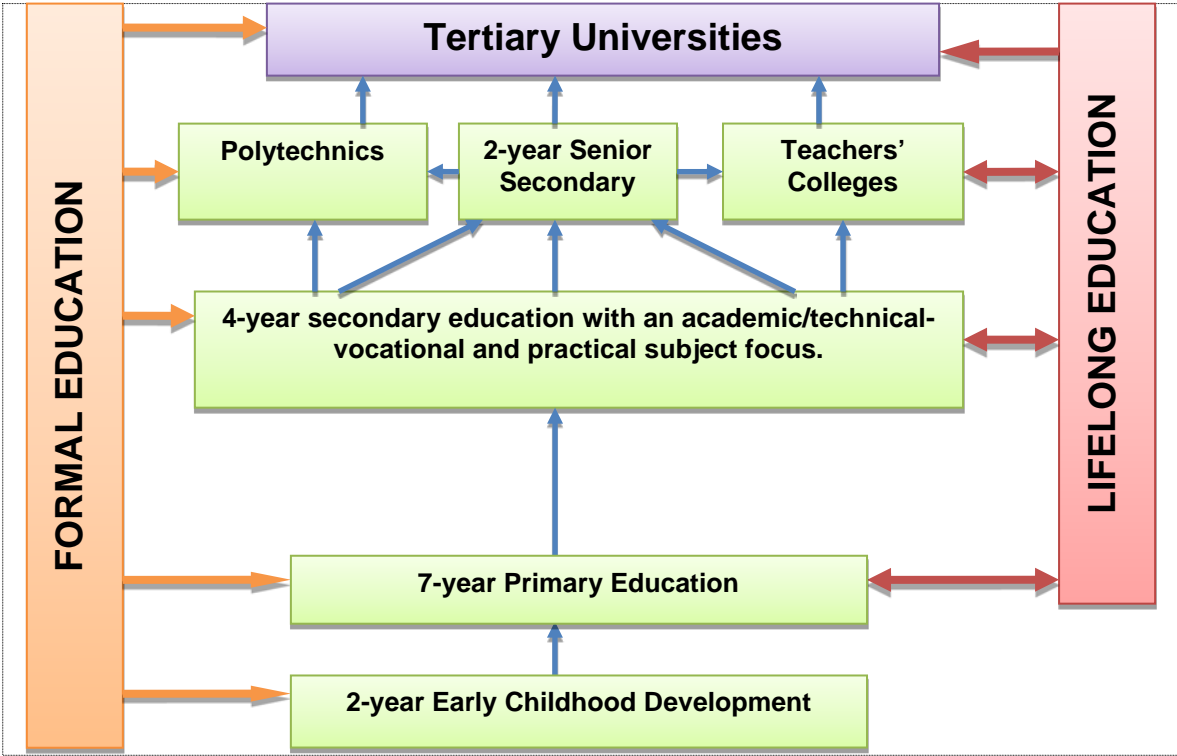 Tertiary Universities
FORMAL EDUCATION
LIFELONG EDUCATION
Polytechnics
2-year Senior
Secondary
Teachers'
Colleges
4-year secondary education with an academic/technical-
vocational and practical subject focus.
7-year Primary Education
2-year Early Childhood Development